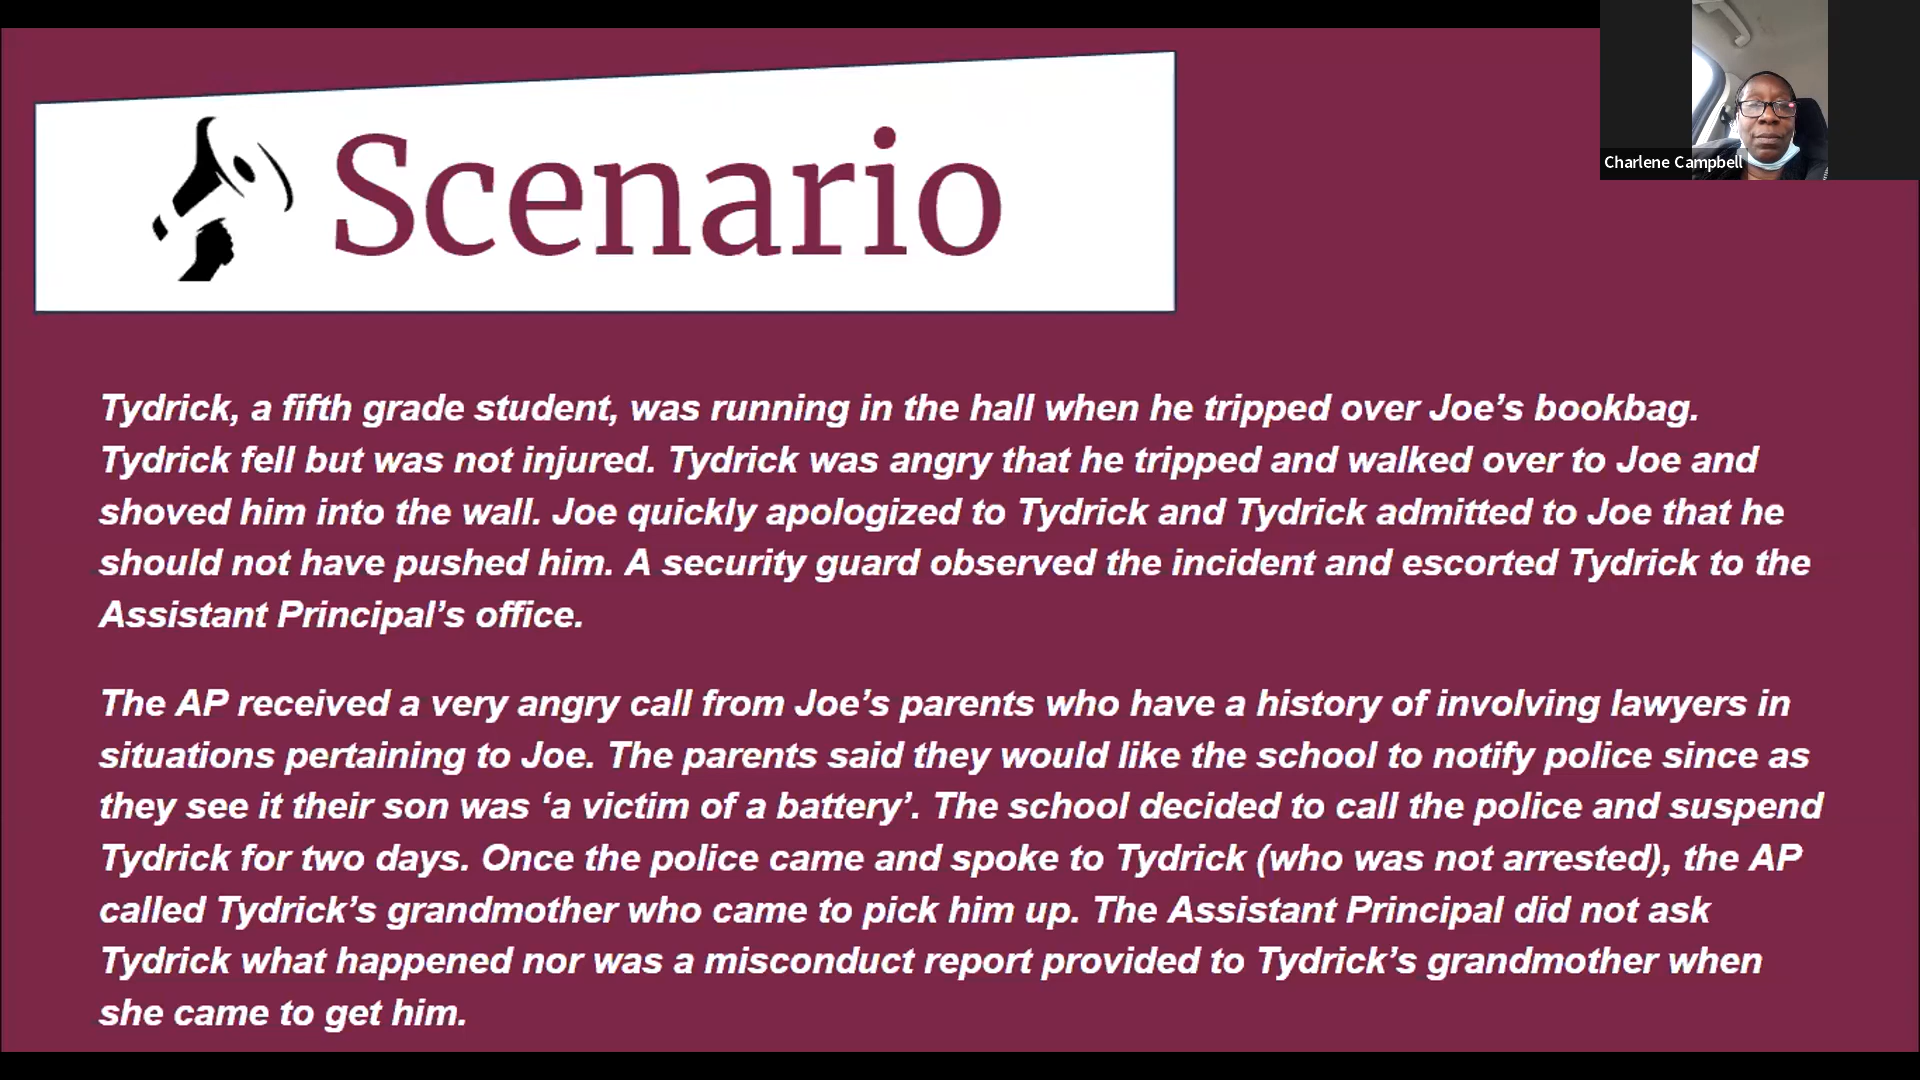 Charlene Campbell
Scenario
Tydrick, a fifth grade student, was running in the hall when he tripped over Joe’s bookbag.
Tydrick fell but was not injured. Tydrick was angry that he tripped and walked over to Joe and
shoved him into the wall. Joe quickly apologized to Tydrick and Tydrick admitted to Joe that he
should not have pushed him. A security guard observed the incident and escorted Tydrick to the
Assistant Principal’s office.
The AP received a very angry call from Joe’s parents who have a history of involving lawyers in
situations pertaining to Joe. The parents said they would like the school to notify police since as
they see it their son was ‘a victim of a battery’. The school decided to call the police and suspend
Tydrick for two days. Once the police came and spoke to Tydrick (who was not arrested), the AP
called Tydrick’s grandmother who came to pick him up. The Assistant Principal did not ask
Tydrick what happened nor was a misconduct report provided to Tydrick’s grandmother when
she came to get him.